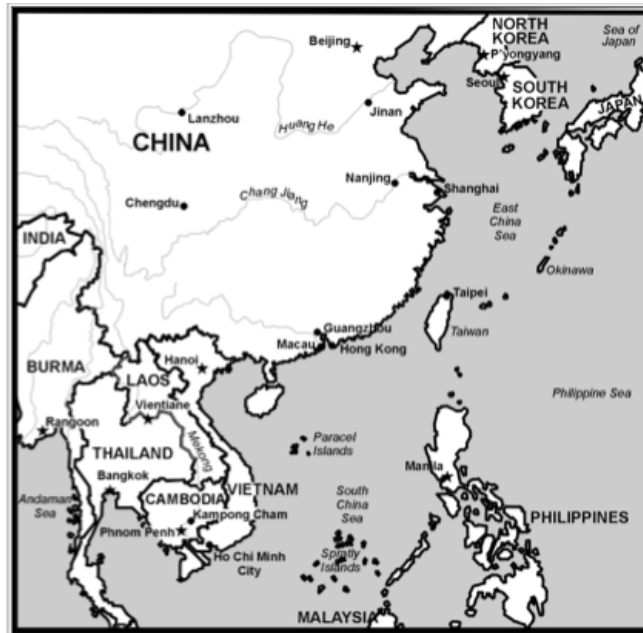 NORTH
KOREA
Sea of
Japan
Beijing
P'yongyang
Seoul
SOUTH
KOREA
JAPAN
Lanzhou
Huang He
Jinan
CHINA
Nanjing
Shanghai
Chengdu
Chang Jiang
East
China
Sea
INDIA
Okinawa
Taipei
Guangzhou
Taiwan
Macau
Hong Kong
Hanoi
BURMA
LAOS
Philippine Sea
Vientiane
Rangoon
Mekong
Paracel
Islands
THAILAND
Manila
Bangkok
Andaman
Sea
CAMBODIA
VIETNAM
South
China
Sea
Kampong Cham
PHILIPPINES
Phnom Penh
Ho Chi Minh
City
Spratly
Islands
MALAYSIA